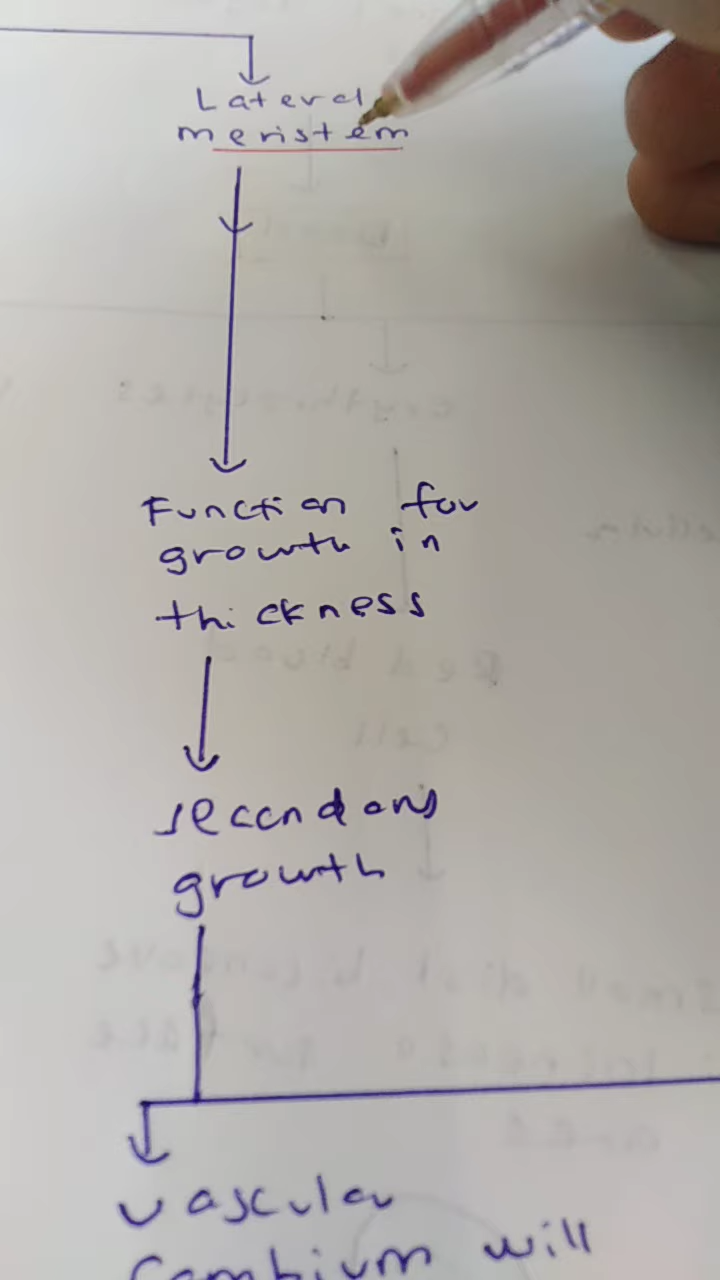 Lateral
meristem
Function for
growth in
thickness
secondary
growth
vascular
Cambium will